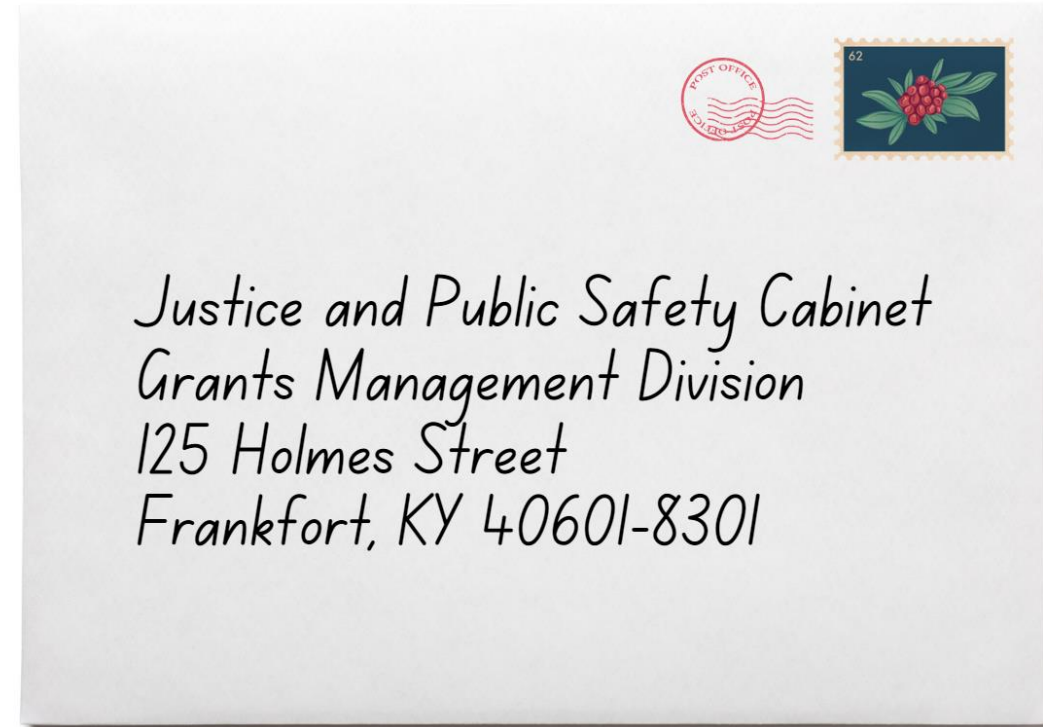 POST OFFICE
POST OFFICE
62
Justice and Public Safety Cabinet
Grants Management Division
125 Holmes Street
Frankfort, KY 40601-8301